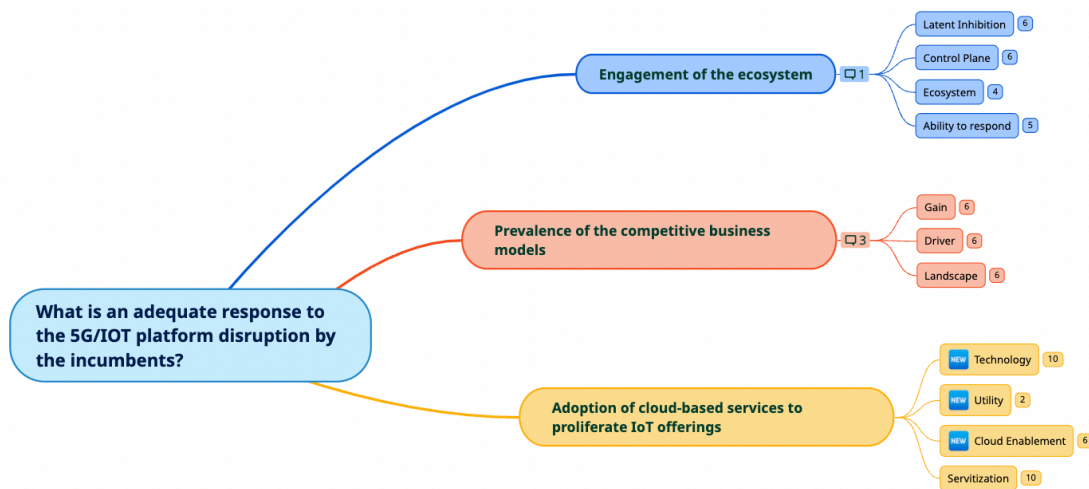 Latent Inhibition 6
Engagement of the ecosystem 1
Control Plane 6
Ecosystem 4
Ability to respond 5
Gain 6
Prevalence of the competitive business
models
3
Driver 6
Landscape 6
What is an adequate response to
the 5G/IOT platform disruption by
the incumbents?
NEW Technology 10
Adoption of cloud-based services to
proliferate IoT offerings
NEW Utility 2
NEW Cloud Enablement 6
Servitization 10